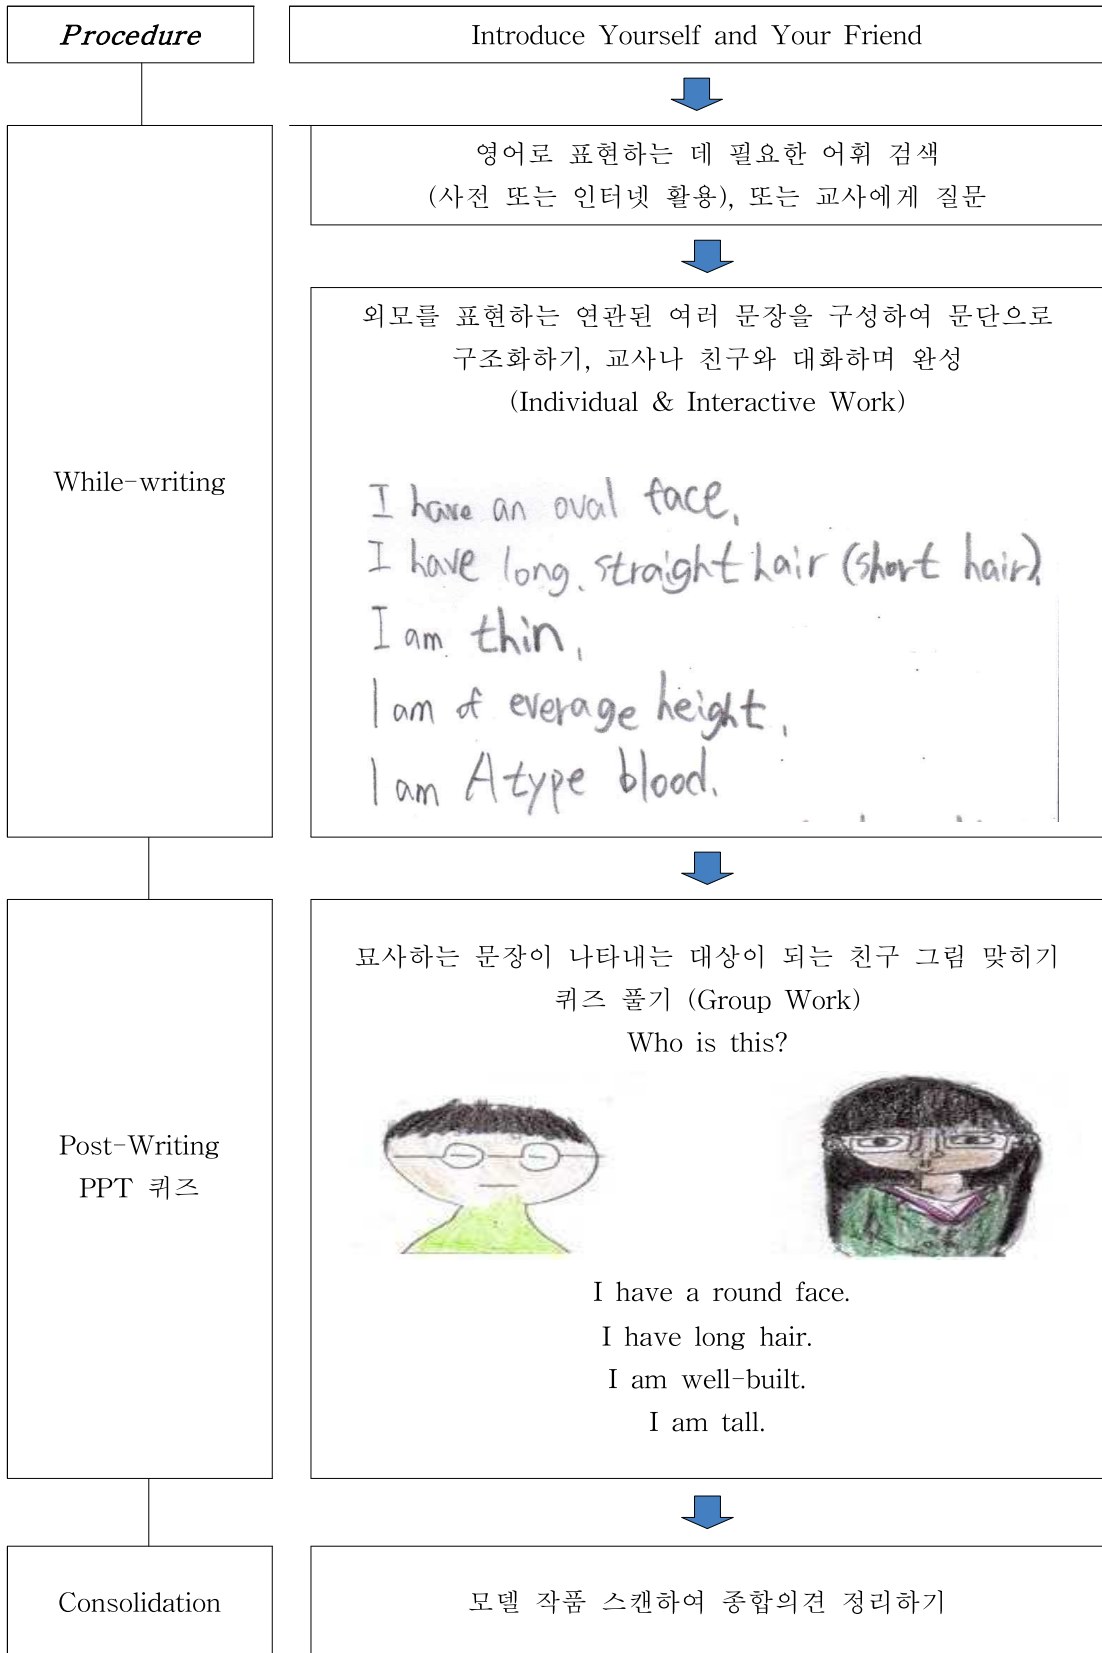 Procedure
Introduce Yourself and Your Friend
영어로 표현하는 데 필요한 어휘 검색
(사전 또는 인터넷 활용), 또는 교사에게 질문
While-writing
외모를 표현하는 연관된 여러 문장을 구성하여 문단으로
구조화하기, 교사나 친구와 대화하며 완성
(Individual & Interactive Work)
I have an oval face,
I have long, straight hair (short hair).
I am thin,
I am of everage height,
I am A type blood.
Post-Writing
PPT 퀴즈
묘사하는 문장이 나타내는 대상이 되는 친구 그림 맞히기
퀴즈 풀기 (Group Work)
Who is this?
I have a round face.
I have long hair.
I am well-built.
I am tall.
Consolidation
모델 작품 스캔하여 종합의견 정리하기